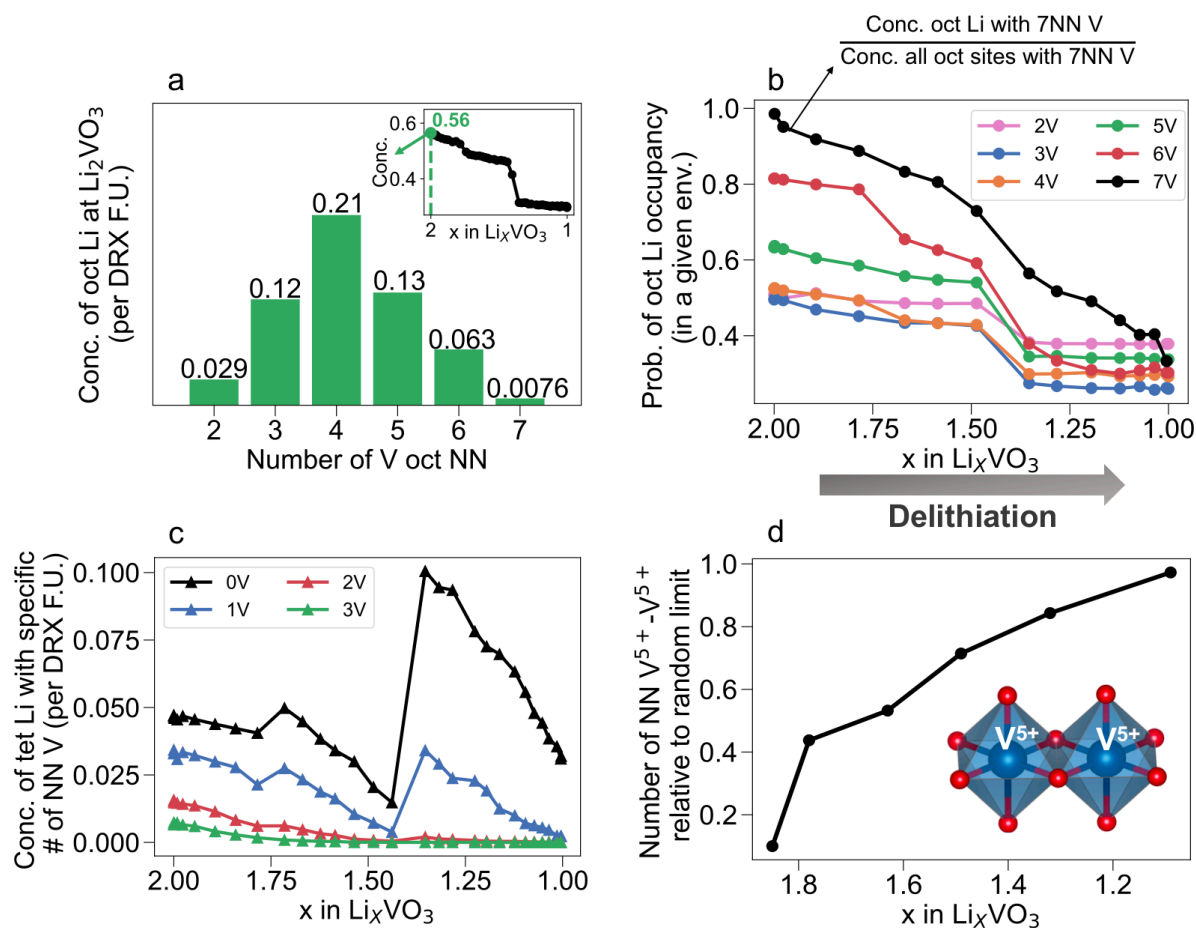 Conc. oct Li with 7NN V
Conc. all oct sites with 7NN V
a
Conc. of oct Li at Li₂VO₃
(per DRX F.U.)
0.029
0.12
0.21
0.13
0.063
0.0076
2
3
4
5
6
7
Number of V oct NN
0.56
0.6
0.4
Conc.
2
1
x in LiₓVO₃
b
Prob. of oct Li occupancy
(in a given env.)
1.0
0.8
0.6
0.4
2V
3V
4V
5V
6V
7V
2.00
1.75
1.50
1.25
1.00
x in LiₓVO₃
Delithiation
c
Conc. of tet Li with specific
# of NN V (per DRX F.U.)
0.100
0.075
0.050
0.025
0.000
0V
1V
2V
3V
2.00
1.75
1.50
1.25
1.00
x in LiₓVO₃
d
Number of NN V⁵⁺-V⁵⁺
relative to random limit
1.0
0.8
0.6
0.4
0.2
V⁵⁺
V⁵⁺
1.8
1.6
1.4
1.2
x in LiₓVO₃